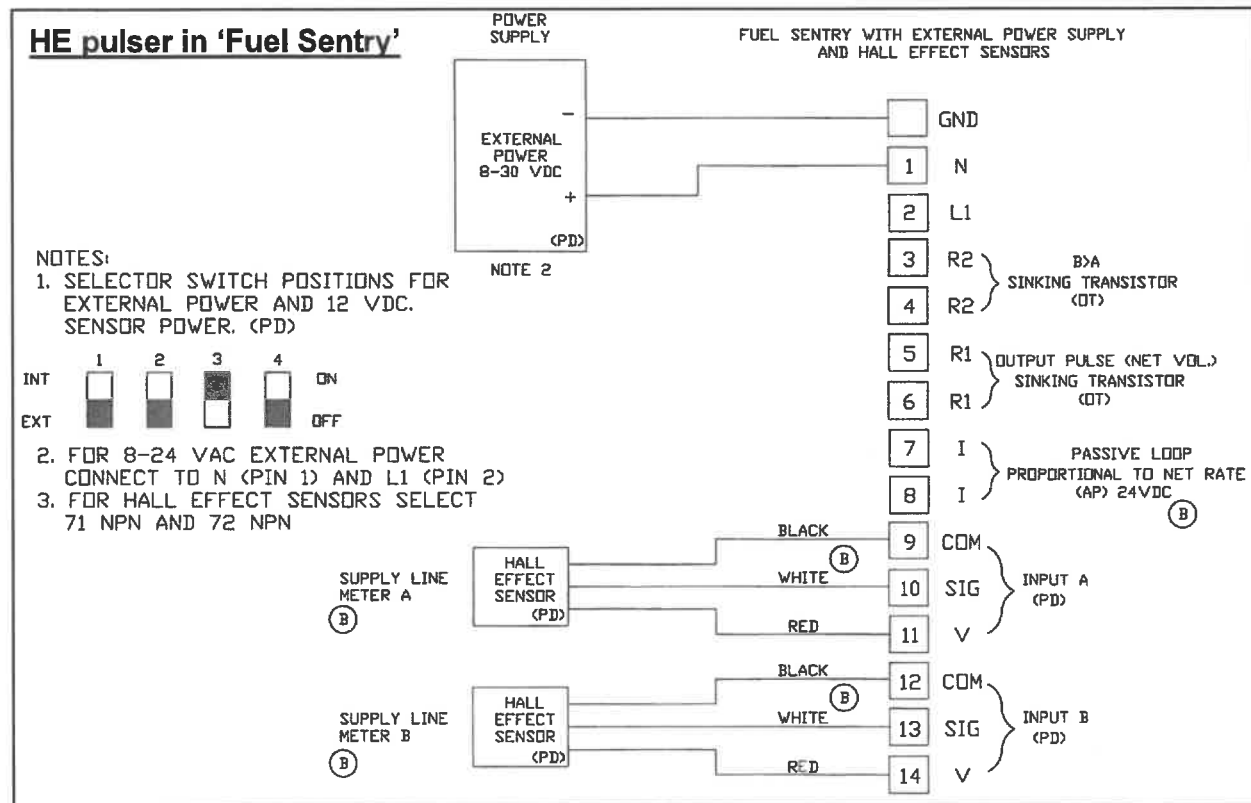 HE pulser in 'Fuel Sentry'
POWER
SUPPLY
FUEL SENTRY WITH EXTERNAL POWER SUPPLY
AND HALL EFFECT SENSORS
-
EXTERNAL
POWER
8-30 VDC
+
(PD)
NOTE 2
GND
1 N
2 L1
3 R2
4 R2
B>A
SINKING TRANSISTOR
(OT)
5 R1
6 R1
OUTPUT PULSE (NET VOL.)
SINKING TRANSISTOR
(OT)
7 I
8 I
PASSIVE LOOP
PROPORTIONAL TO NET RATE
(AP) 24VDC
B
NOTES:
1. SELECTOR SWITCH POSITIONS FOR
EXTERNAL POWER AND 12 VDC.
SENSOR POWER. (PD)
1 2 3 4
INT ON
EXT OFF
2. FOR 8-24 VAC EXTERNAL POWER
CONNECT TO N (PIN 1) AND L1 (PIN 2)
3. FOR HALL EFFECT SENSORS SELECT
71 NPN AND 72 NPN
SUPPLY LINE
METER A
B
HALL
EFFECT
SENSOR
(PD)
BLACK
B
WHITE
RED
9 COM
10 SIG
11 V
INPUT A
(PD)
SUPPLY LINE
METER B
B
HALL
EFFECT
SENSOR
(PD)
BLACK
B
WHITE
RED
12 COM
13 SIG
14 V
INPUT B
(PD)